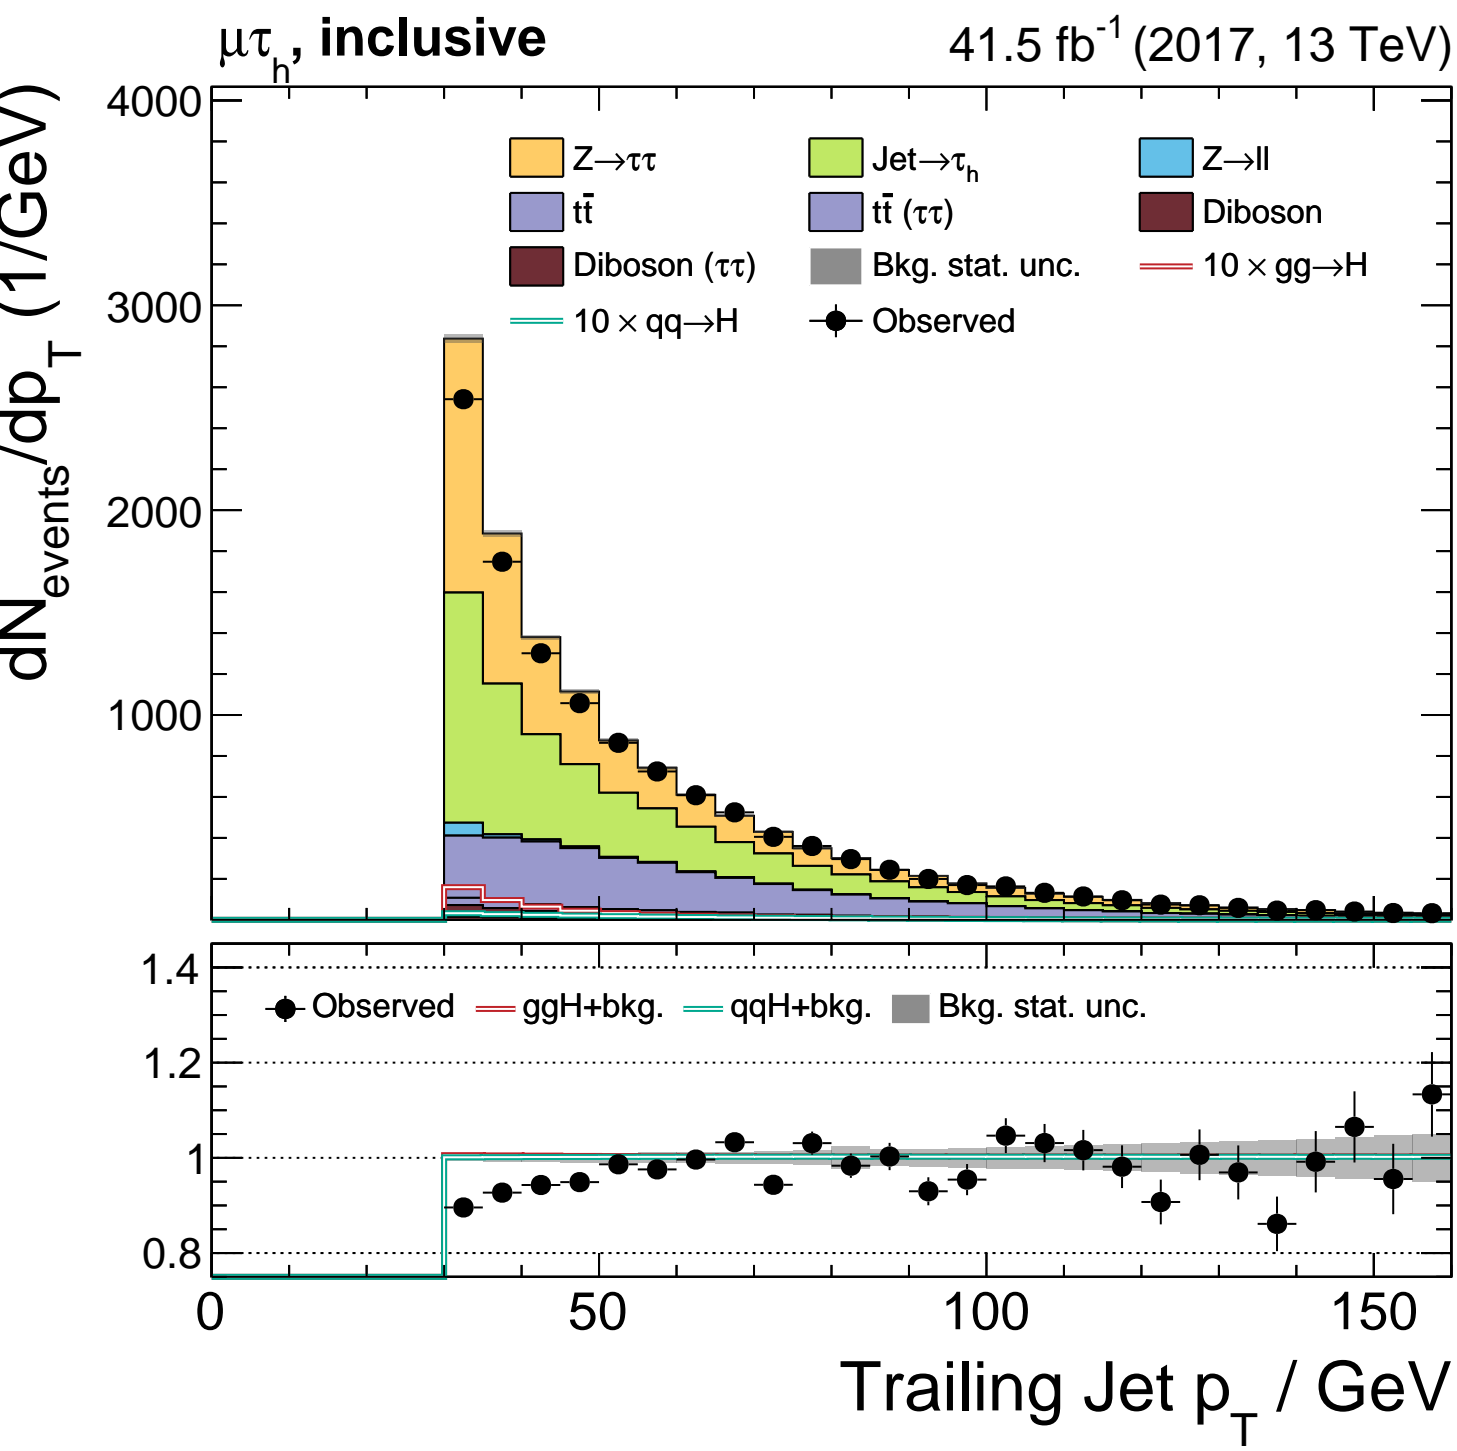 μτh, inclusive
41.5 fb-1 (2017, 13 TeV)
dNevents/dpT (1/GeV)
4000
3000
2000
1000
Z→ττ
Jet→τh
Z→ll
tt̄
tt̄ (ττ)
Diboson
Diboson (ττ)
Bkg. stat. unc.
10 × gg→H
10 × qq→H
Observed
1.4
1.2
1
0.8
Observed
ggH+bkg.
qqH+bkg.
Bkg. stat. unc.
0
50
100
150
Trailing Jet pT / GeV